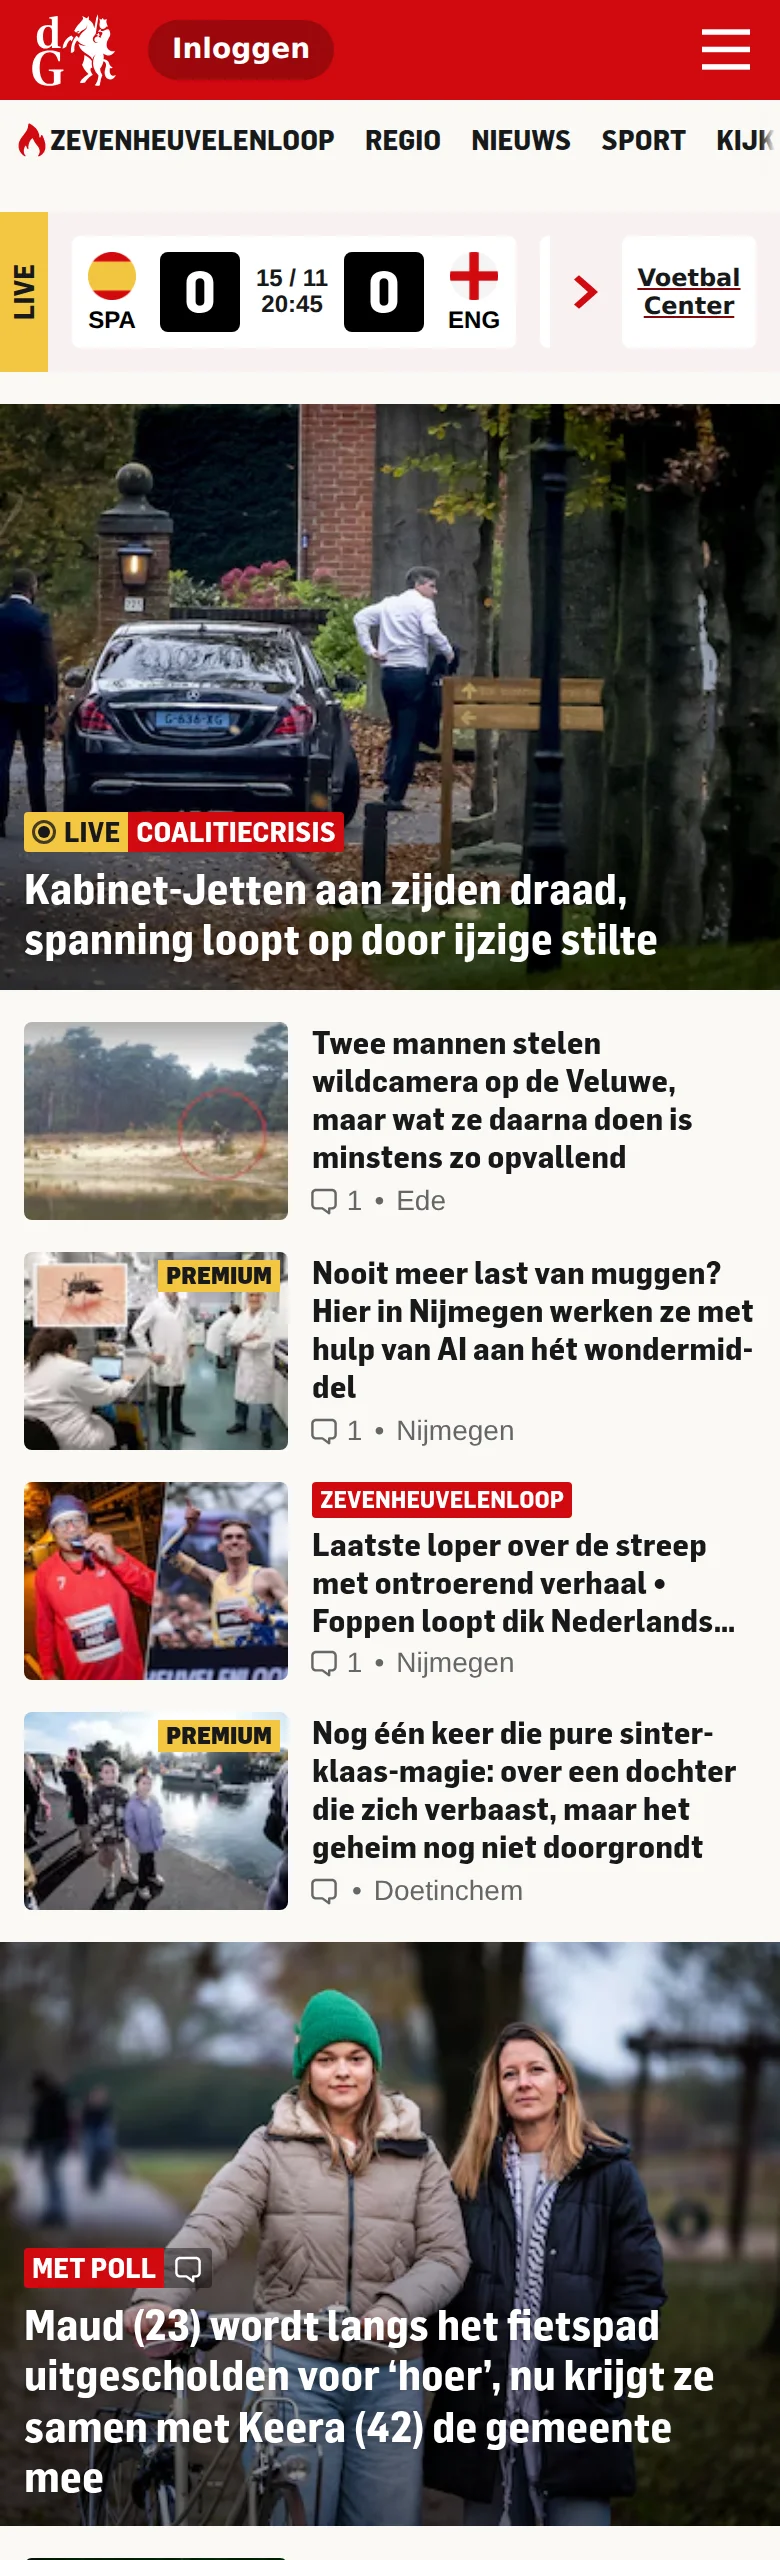 dG
Inloggen
ZEVENHEUVELENLOOP REGIO NIEUWS SPORT KIJK
LIVE
SPA
0
15 / 11
20:45
0
ENG
Voetbal
Center
G-636-XG
LIVE COALITIECRISIS
Kabinet-Jetten aan zijden draad,
spanning loopt op door ijzige stilte
Twee mannen stelen
wildcamera op de Veluwe,
maar wat ze daarna doen is
minstens zo opvallend
1 • Ede
PREMIUM
Nooit meer last van muggen?
Hier in Nijmegen werken ze met
hulp van AI aan hét wondermid-
del
1 • Nijmegen
ZEVENHEUVELENLOOP
Laatste loper over de streep
met ontroerend verhaal •
Foppen loopt dik Nederlands...
1 • Nijmegen
PREMIUM
Nog één keer die pure sinter-
klaas-magie: over een dochter
die zich verbaast, maar het
geheim nog niet doorgrondt
• Doetinchem
MET POLL
Maud (23) wordt langs het fietspad
uitgescholden voor ‘hoer’, nu krijgt ze
samen met Keera (42) de gemeente
mee